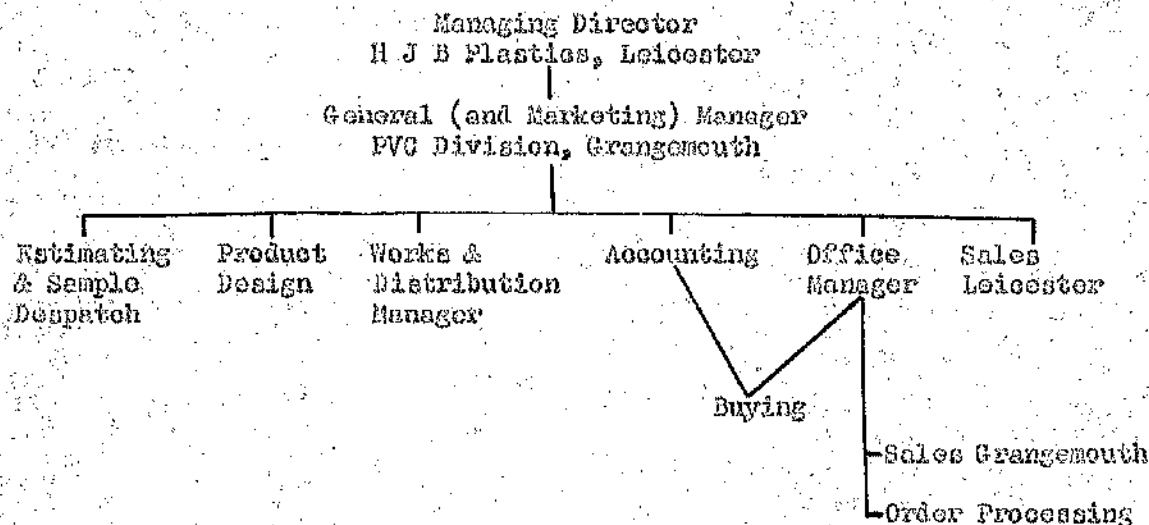 Managing Director
H J B Plastics, Leicester
General (and Marketing) Manager
PVC Division, Grangemouth
Estimating
& Sample
Despatch
Product
Design
Works &
Distribution
Manager
Accounting
Office
Manager
Sales
Leicester
Buying
Sales Grangemouth
Order Processing